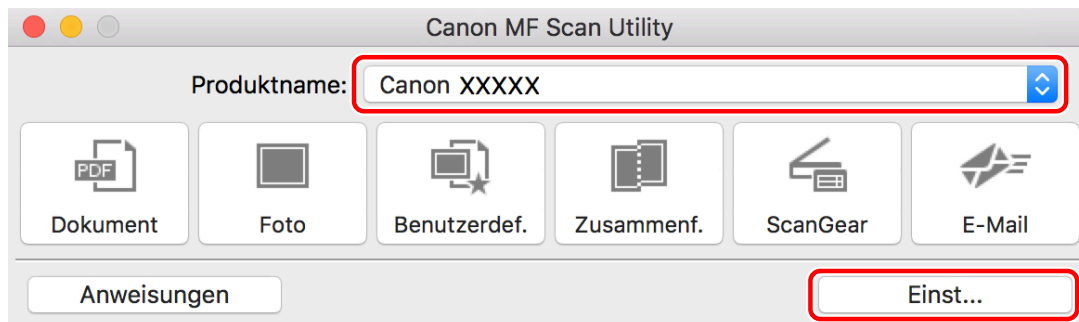 Canon MF Scan Utility
Produktname: Canon XXXXX
PDF
Dokument Foto Benutzerdef. Zusammenf. ScanGear E-Mail
Anweisungen Einst...